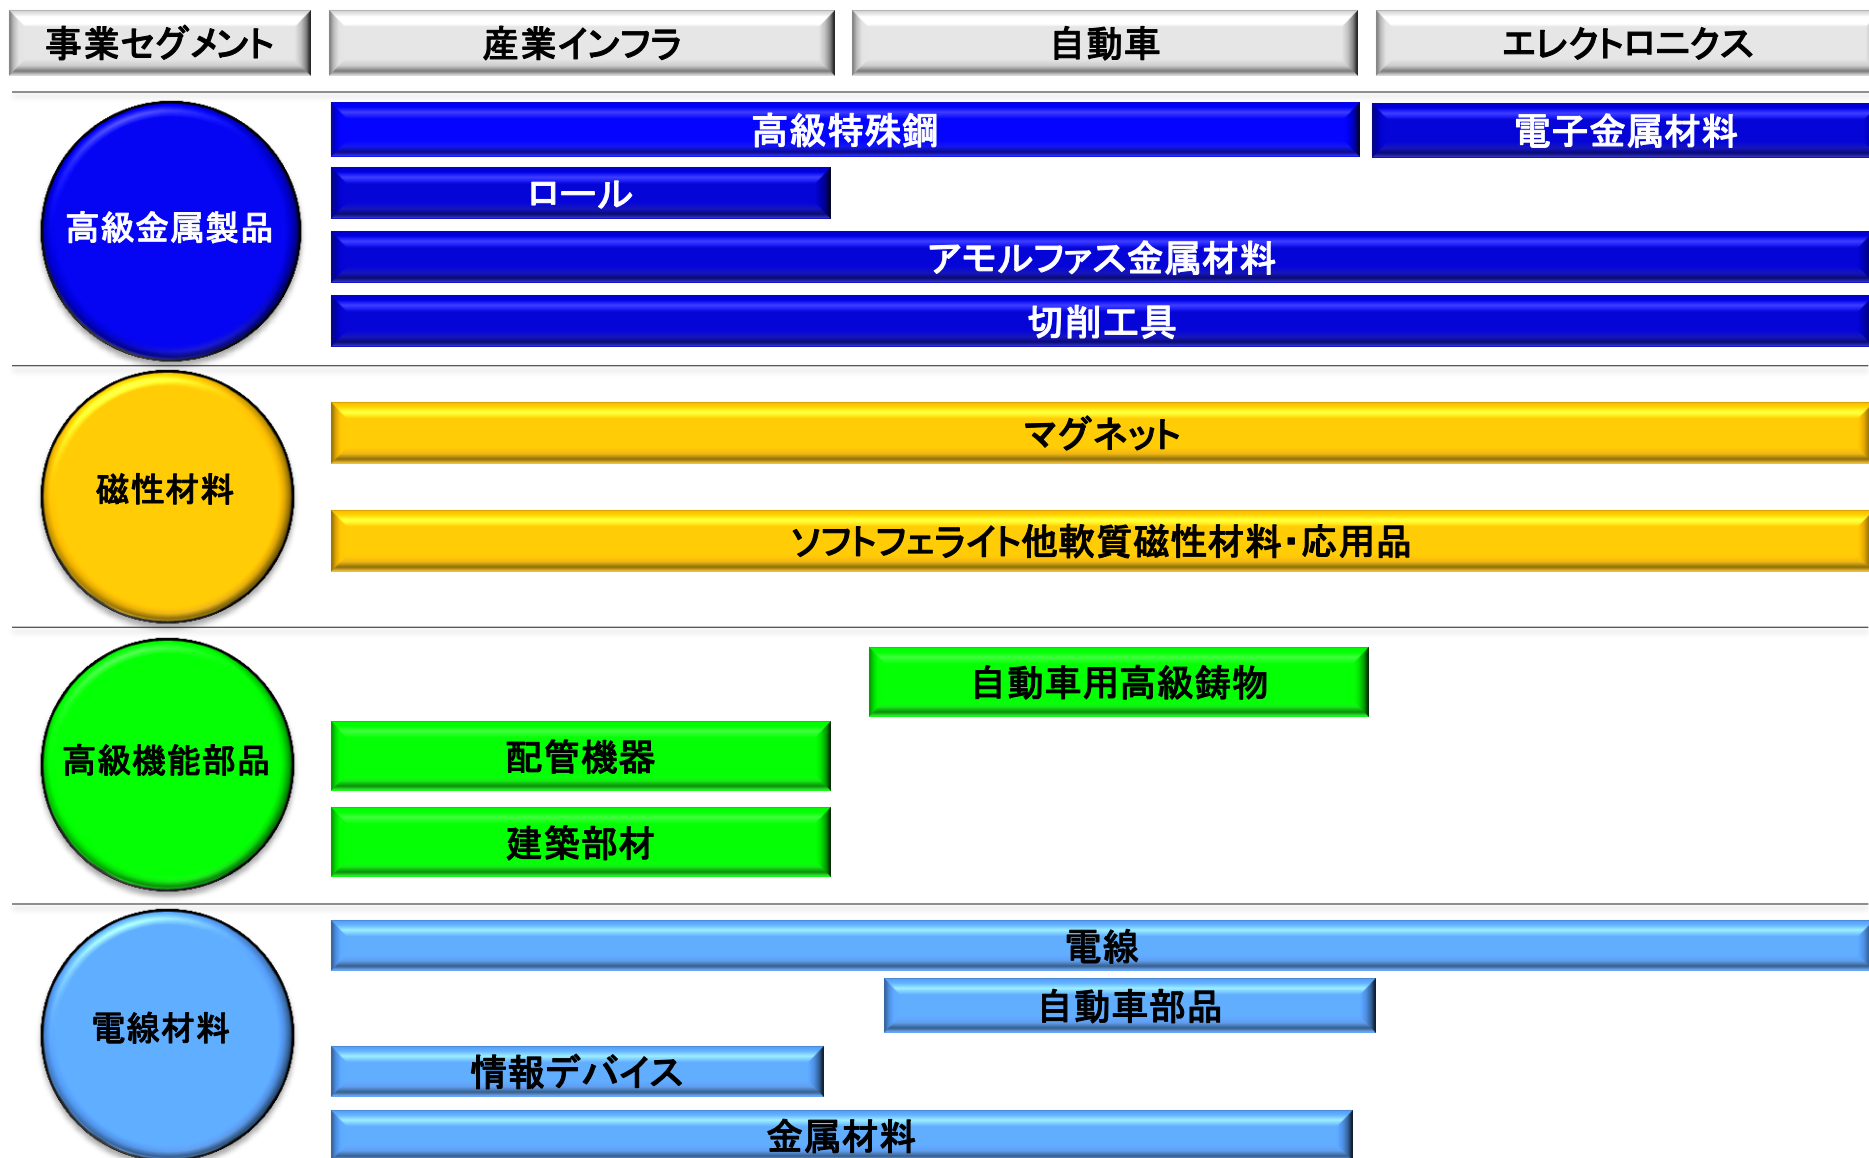 事業セグメント
産業インフラ
自動車
エレクトロニクス
高級金属製品
高級特殊鋼
電子金属材料
ロール
アモルファス金属材料
切削工具
磁性材料
マグネット
ソフトフェライト他軟質磁性材料・応用品
高級機能部品
自動車用高級鋳物
配管機器
建築部材
電線材料
電線
自動車部品
情報デバイス
金属材料